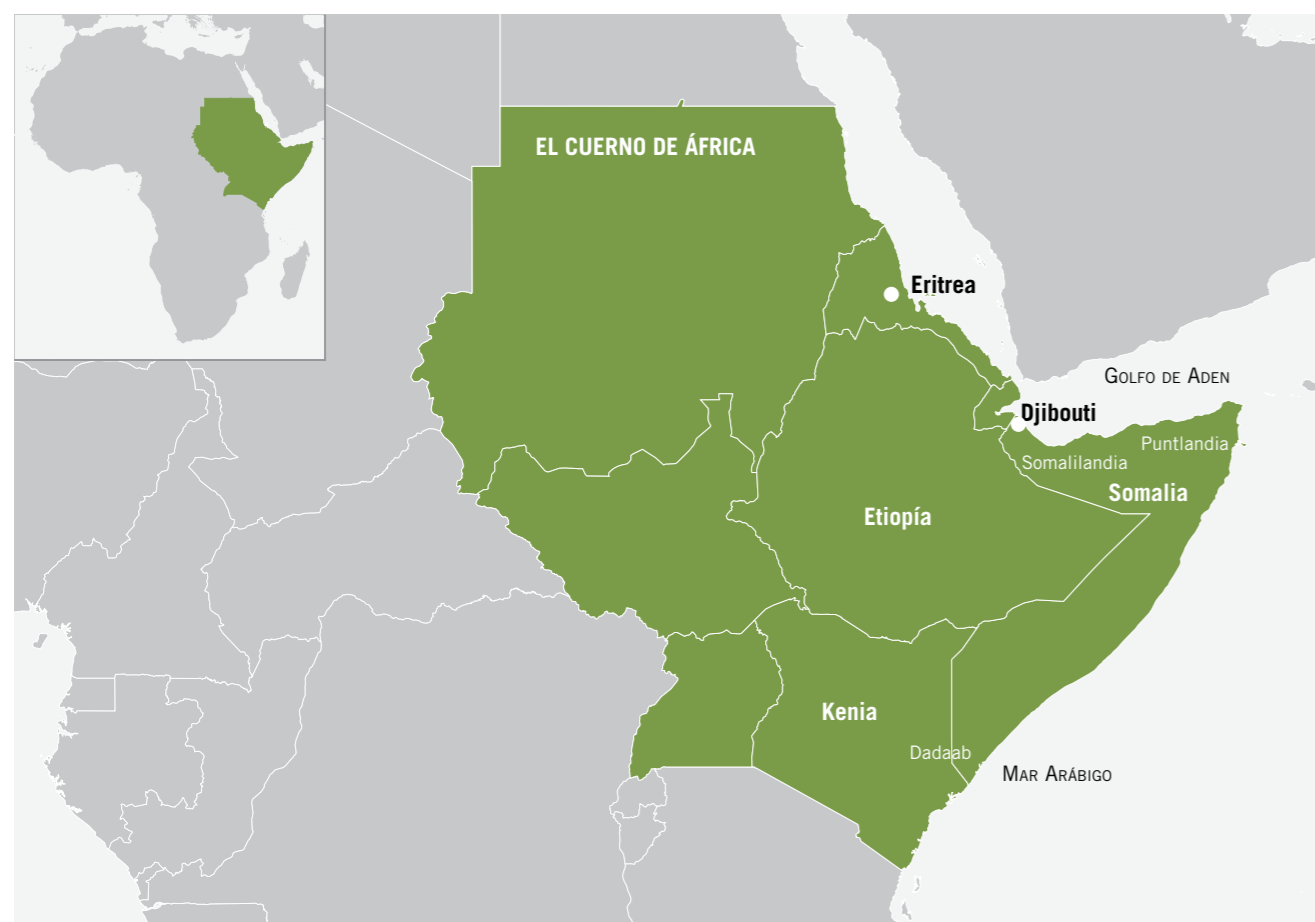 EL CUERNO DE ÁFRICA
Eritrea
GOLFO DE ADEN
Djibouti
Puntlandia
Somalilandia
Somalia
Etiopía
Kenia
Dadaab
MAR ARÁBIGO